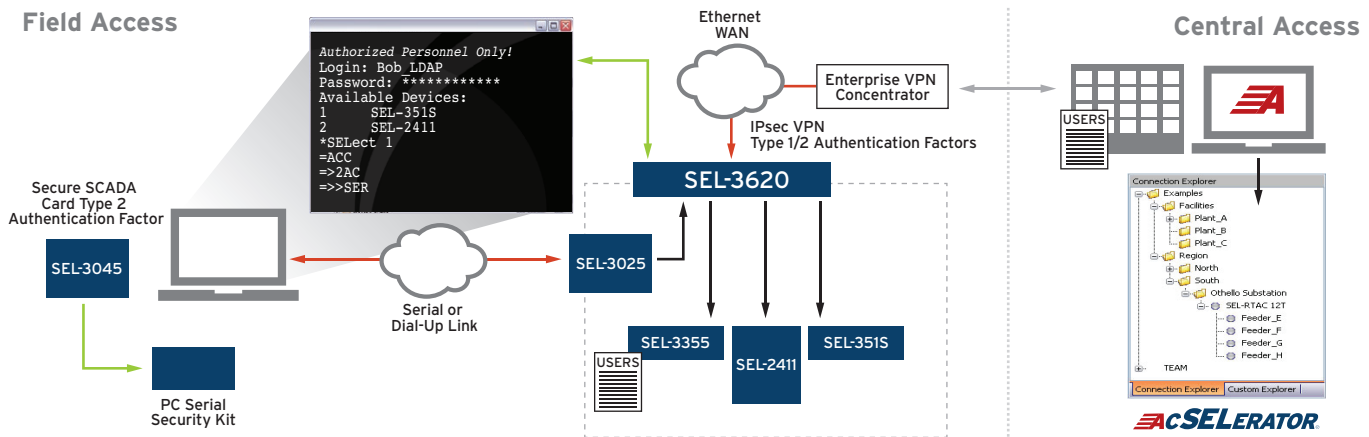 Field Access
Authorized Personnel Only!
Login: Bob_LDAP
Password: ************
Available Devices:
1 SEL-351S
2 SEL-2411
*SELect 1
=ACC
=>2AC
=>>SER
Secure SCADA
Card Type 2
Authentication Factor
SEL-3045
PC Serial
Security Kit
Serial or
Dial-Up Link
SEL-3025
Ethernet
WAN
Enterprise VPN
Concentrator
IPsec VPN
Type 1/2 Authentication Factors
SEL-3620
SEL-3355
USERS
SEL-2411
SEL-351S
Central Access
USERS
Connection Explorer
Examples
Facilities
Plant_A
Plant_B
Plant_C
Region
North
South
Othello Substation
SEL-RTAC 12T
Feeder_E
Feeder_F
Feeder_G
Feeder_H
TEAM
Connection Explorer Custom Explorer
ACSELERATOR®